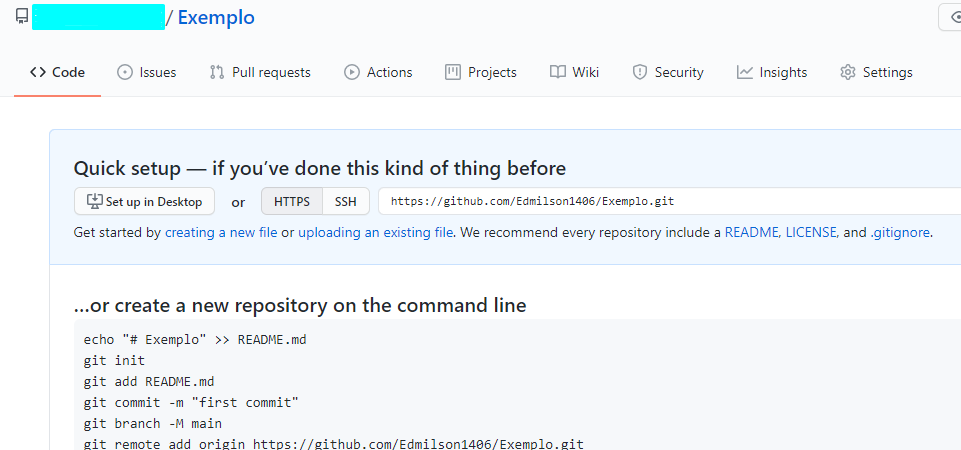 / Exemplo
Code Issues Pull requests Actions Projects Wiki Security Insights Settings
Quick setup — if you’ve done this kind of thing before
Set up in Desktop or HTTPS SSH https://github.com/Edmilson1406/Exemplo.git
Get started by creating a new file or uploading an existing file. We recommend every repository include a README, LICENSE, and .gitignore.
…or create a new repository on the command line
echo "# Exemplo" >> README.md
git init
git add README.md
git commit -m "first commit"
git branch -M main
git remote add origin https://github.com/Edmilson1406/Exemplo.git